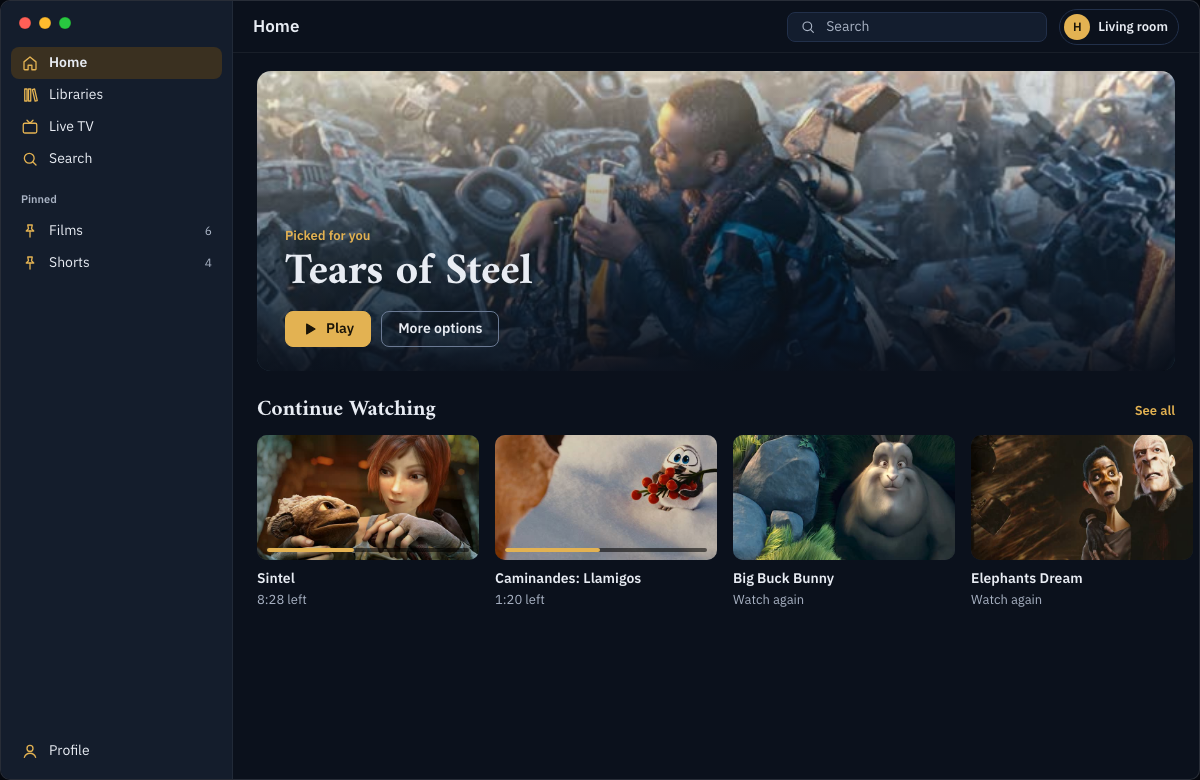 Home
Libraries
Live TV
Search
Pinned
Films 6
Shorts 4
Profile
Home
Search
H Living room
Picked for you
Tears of Steel
Play
More options
Continue Watching
See all
Sintel
8:28 left
Caminandes: Llamigos
1:20 left
Big Buck Bunny
Watch again
Elephants Dream
Watch again